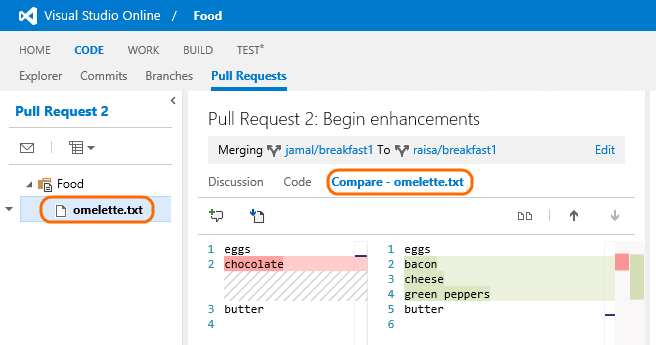 Visual Studio Online / Food
HOME CODE WORK BUILD TEST*
Explorer Commits Branches Pull Requests
Pull Request 2
Food
omelette.txt
Pull Request 2: Begin enhancements
Merging jamal/breakfast1 To raisa/breakfast1 Edit
Discussion Code Compare - omelette.txt
1 eggs
2 chocolate
3 butter
4
1 eggs
2 bacon
3 cheese
4 green peppers
5 butter
6